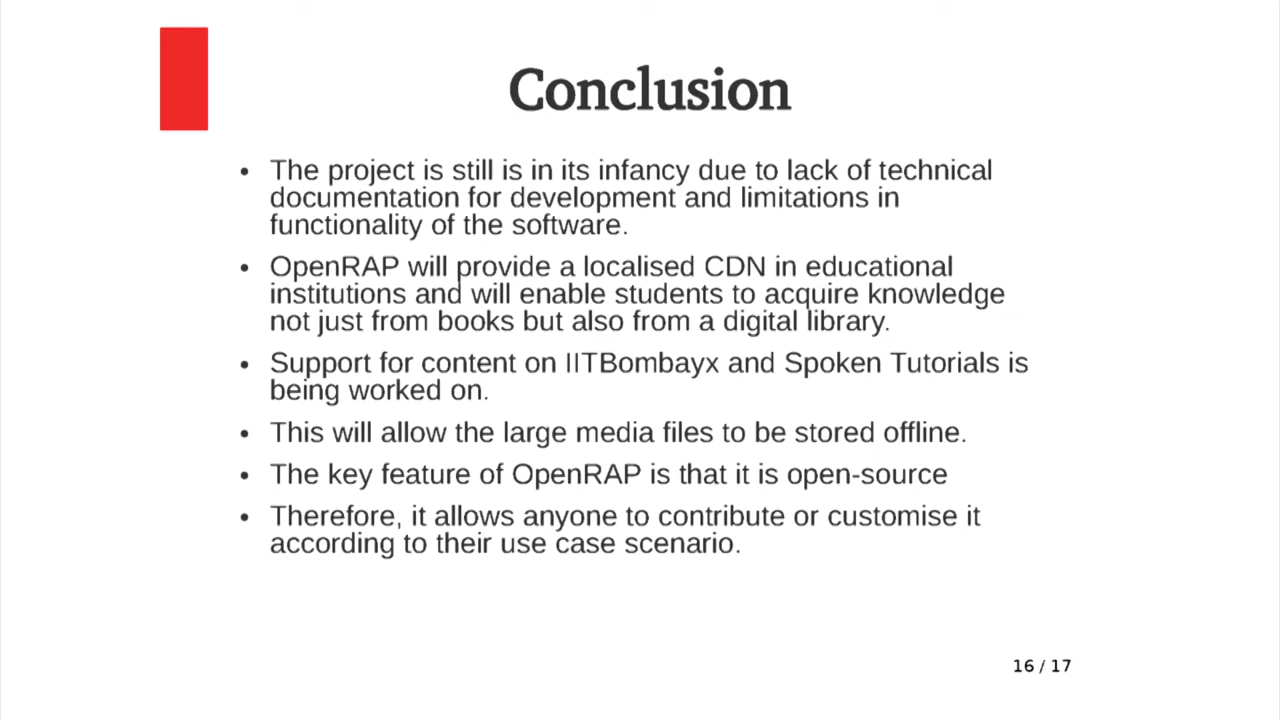 Conclusion
• The project is still is in its infancy due to lack of technical
documentation for development and limitations in
functionality of the software.
• OpenRAP will provide a localised CDN in educational
institutions and will enable students to acquire knowledge
not just from books but also from a digital library.
• Support for content on IITBombayx and Spoken Tutorials is
being worked on.
• This will allow the large media files to be stored offline.
• The key feature of OpenRAP is that it is open-source
• Therefore, it allows anyone to contribute or customise it
according to their use case scenario.
16 / 17